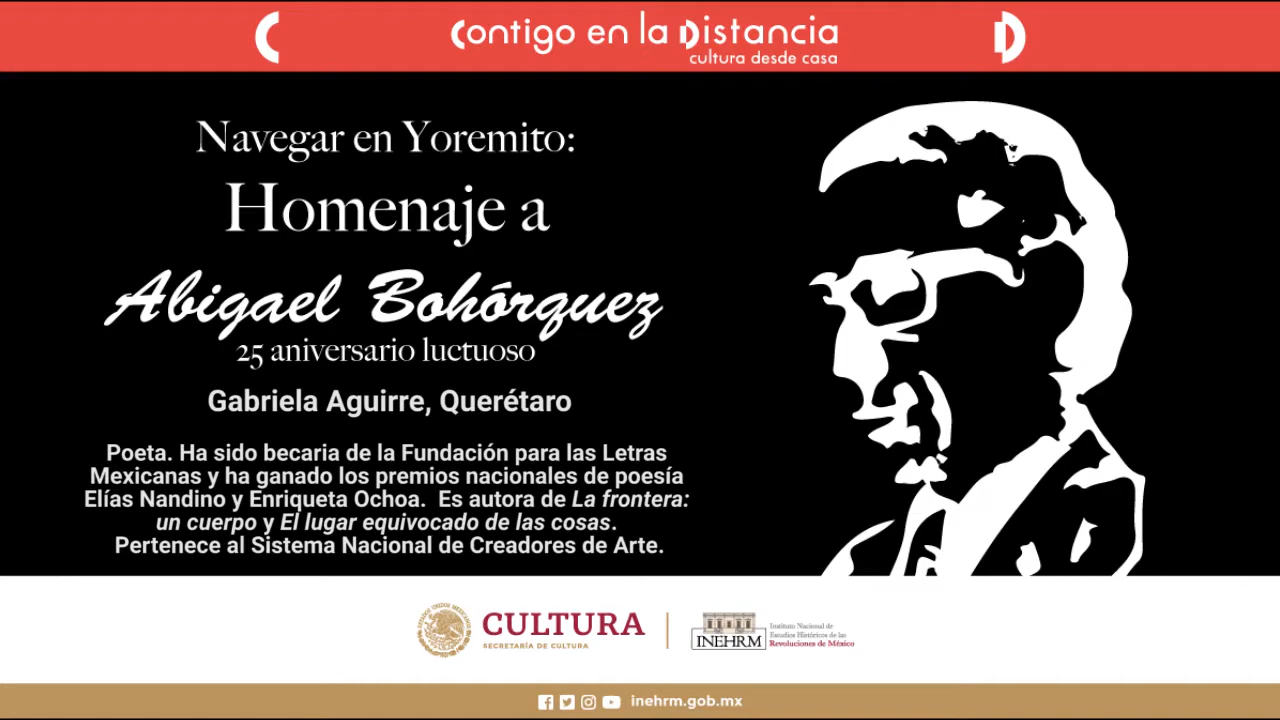 Contigo en la Distancia
cultura desde casa
Navegar en Yoremito:
Homenaje a
Abigael Bohórquez
25 aniversario luctuoso
Gabriela Aguirre, Querétaro
Poeta. Ha sido becaria de la Fundación para las Letras
Mexicanas y ha ganado los premios nacionales de poesía
Elías Nandino y Enriqueta Ochoa. Es autora de La frontera:
un cuerpo y El lugar equivocado de las cosas.
Pertenece al Sistema Nacional de Creadores de Arte.
ESTADOS UNIDOS MEXICANOS
CULTURA
SECRETARÍA DE CULTURA
INEHRM
Instituto Nacional de
Estudios Históricos de las
Revoluciones de México
inehrm.gob.mx